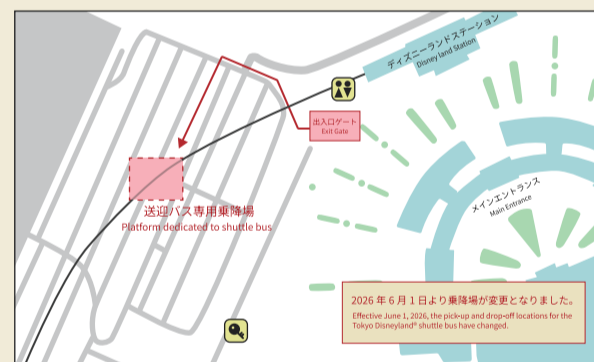 ディズニーランドステーション
Disney land Station
出入口ゲート
Exit Gate
メインエントランス
Main Entrance
送迎バス専用乗降場
Platform dedicated to shuttle bus
2026 年 6 月 1 日より乗降場が変更となりました。
Effective June 1, 2026, the pick-up and drop-off locations for the
Tokyo Disneyland® shuttle bus have changed.